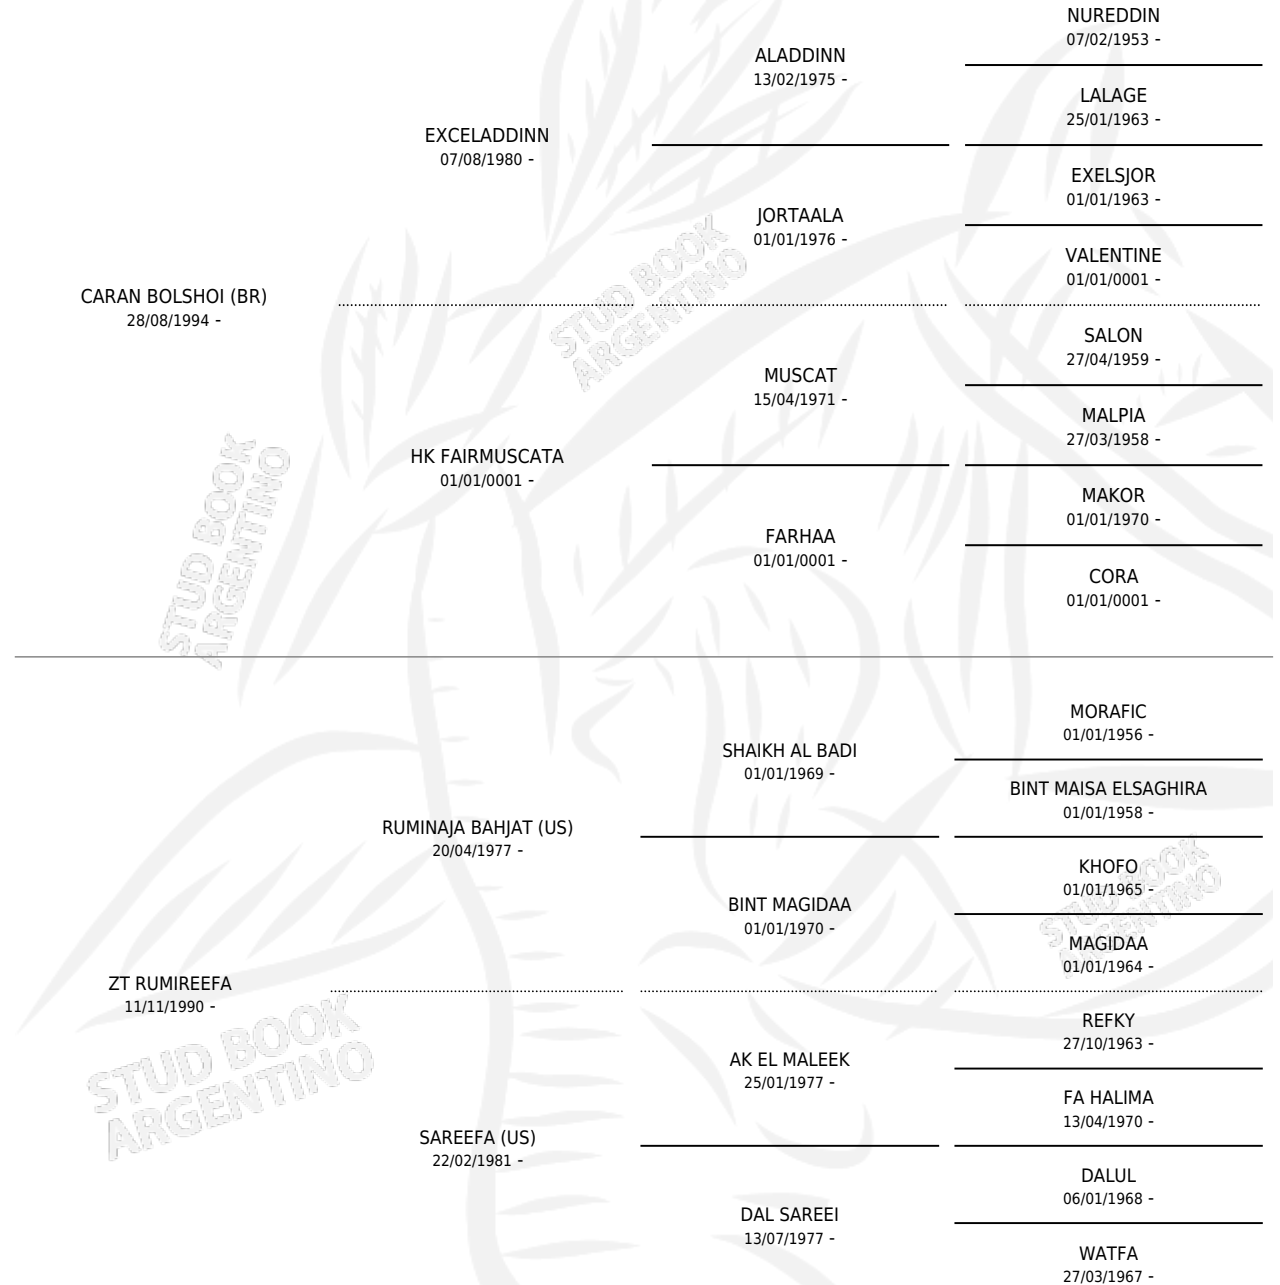 NUREDDIN
07/02/1953 -
ALADDINN
13/02/1975 -
LALAGE
25/01/1963 -
EXCELADDINN
07/08/1980 -
EXELSJOR
01/01/1963 -
JORTAALA
01/01/1976 -
VALENTINE
01/01/0001 -
CARAN BOLSHOI (BR)
28/08/1994 -
SALON
27/04/1959 -
MUSCAT
15/04/1971 -
MALPIA
27/03/1958 -
HK FAIRMUSCATA
01/01/0001 -
MAKOR
01/01/1970 -
FARHAA
01/01/0001 -
CORA
01/01/0001 -
MORAFIC
01/01/1956 -
SHAIKH AL BADI
01/01/1969 -
BINT MAISA ELSAGHIRA
01/01/1958 -
RUMINAJA BAHJAT (US)
20/04/1977 -
KHOFO
01/01/1965 -
BINT MAGIDAA
01/01/1970 -
MAGIDAA
01/01/1964 -
ZT RUMIREEFA
11/11/1990 -
REFKY
27/10/1963 -
AK EL MALEEK
25/01/1977 -
FA HALIMA
13/04/1970 -
SAREEFA (US)
22/02/1981 -
DALUL
06/01/1968 -
DAL SAREEI
13/07/1977 -
WATFA
27/03/1967 -
STUD BOOK
ARGENTINO
STUD BOOK
ARGENTINO
STUD BOOK
ARGENTINO
STUD BOOK
ARGENTINO